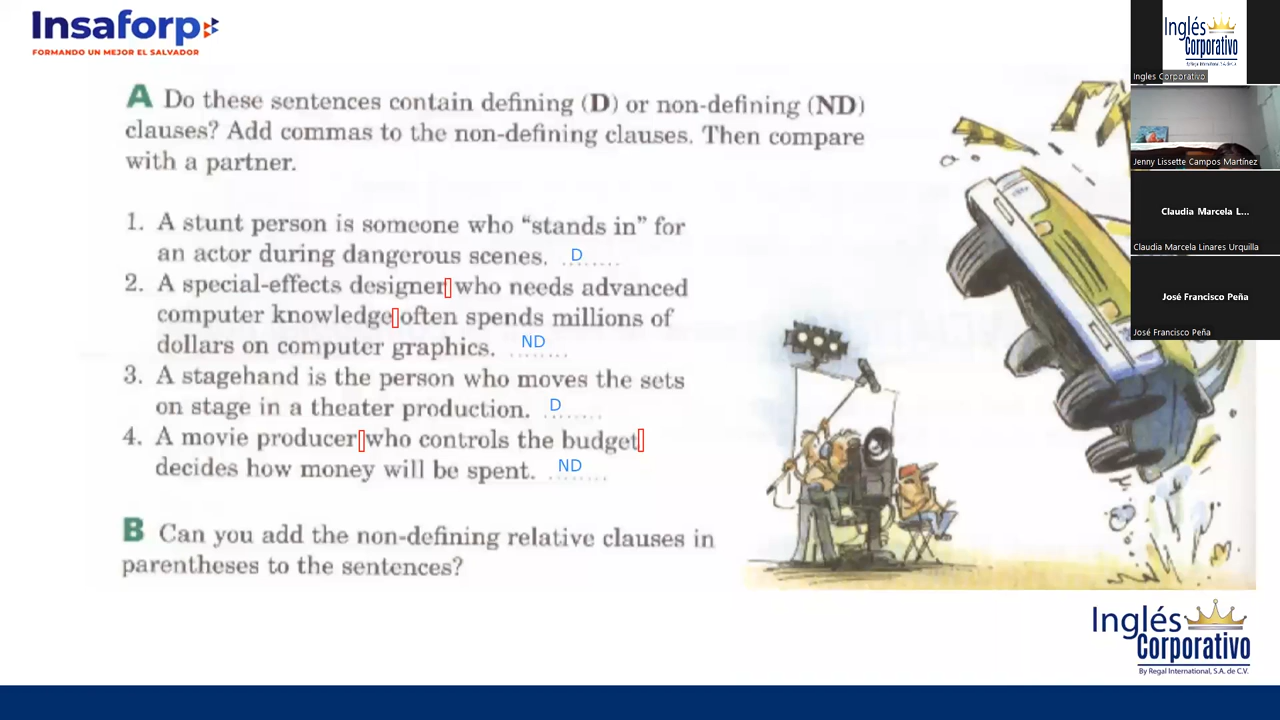 Insaforp
FORMANDO UN MEJOR EL SALVADOR
A Do these sentences contain defining (D) or non-defining (ND)
clauses? Add commas to the non-defining clauses. Then compare
with a partner.
1. A stunt person is someone who “stands in” for
an actor during dangerous scenes. ........ D
2. A special-effects designer who needs advanced
computer knowledge often spends millions of
dollars on computer graphics. ........ ND
3. A stagehand is the person who moves the sets
on stage in a theater production. ........ D
4. A movie producer who controls the budget
decides how money will be spent. ........ ND
B Can you add the non-defining relative clauses in
parentheses to the sentences?
Inglés
Corporativo
By Regal International, S.A. de C.V.
Inglés
Corporativo
Ingles Corporativo
Jenny Lissette Campos Martínez
Claudia Marcela L...
Claudia Marcela Linares Urquilla
José Francisco Peña
José Francisco Peña